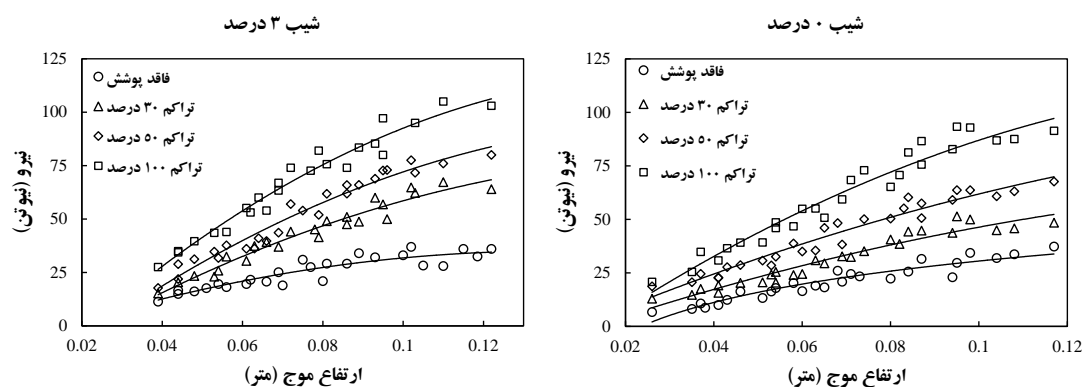 شیب ۰ درصد
نیرو (نیوتن)
125
100
75
50
25
0
فاقد پوشش
تراکم ۳۰ درصد
تراکم ۵۰ درصد
تراکم ۱۰۰ درصد
0.02 0.04 0.06 0.08 0.1 0.12
ارتفاع موج (متر)
شیب ۳ درصد
نیرو (نیوتن)
125
100
75
50
25
0
فاقد پوشش
تراکم ۳۰ درصد
تراکم ۵۰ درصد
تراکم ۱۰۰ درصد
0.02 0.04 0.06 0.08 0.1 0.12
ارتفاع موج (متر)